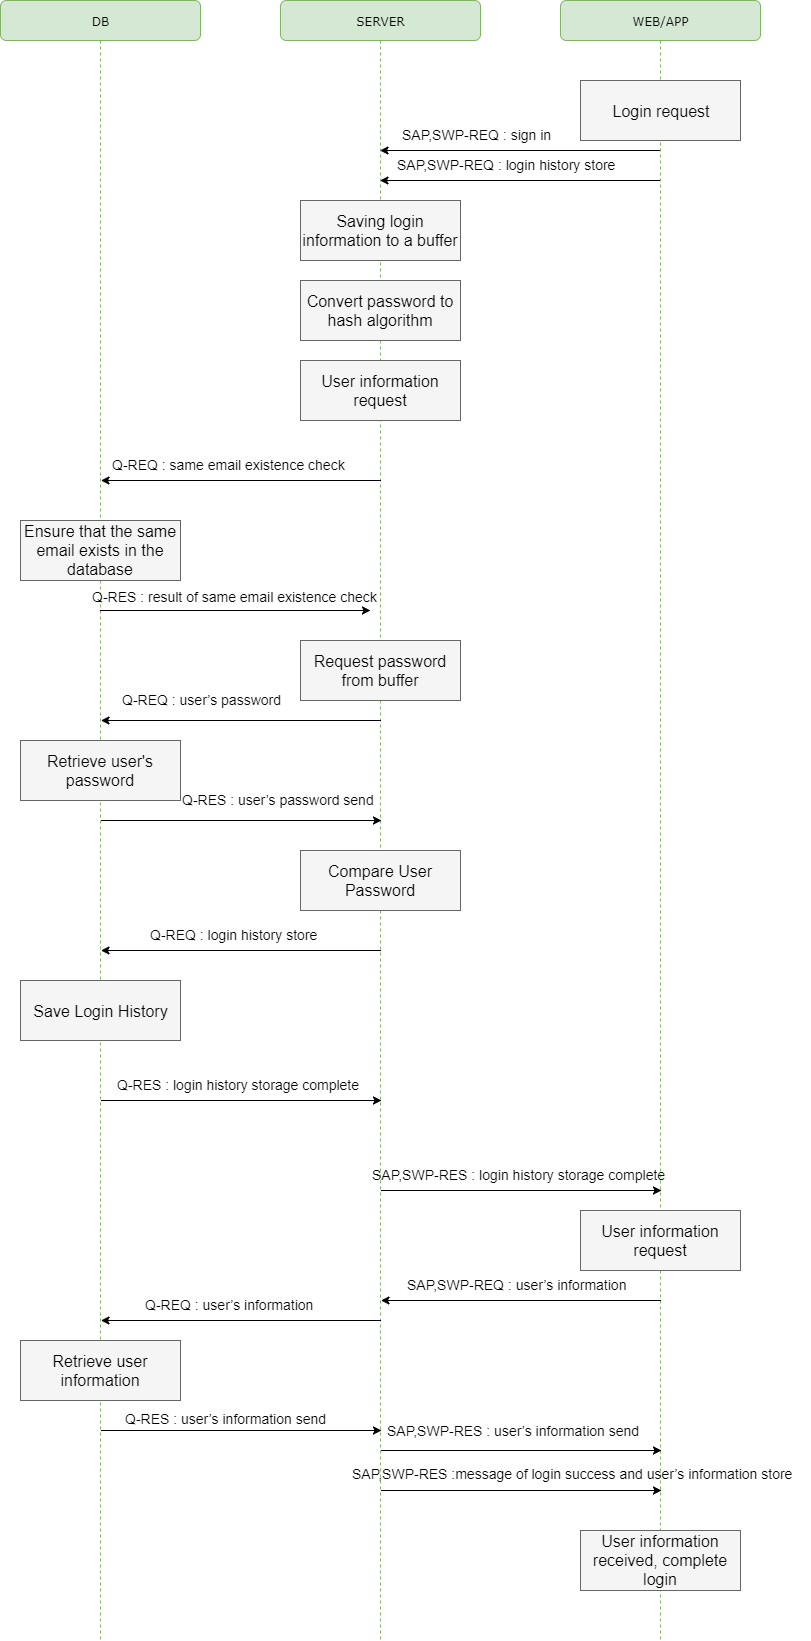 DB
SERVER
WEB/APP
Login request
SAP,SWP-REQ : sign in
SAP,SWP-REQ : login history store
Saving login
information to a buffer
Convert password to
hash algorithm
User information
request
Q-REQ : same email existence check
Ensure that the same
email exists in the
database
Q-RES : result of same email existence check
Request password
from buffer
Q-REQ : user’s password
Retrieve user's
password
Q-RES : user’s password send
Compare User
Password
Q-REQ : login history store
Save Login History
Q-RES : login history storage complete
SAP,SWP-RES : login history storage complete
User information
request
SAP,SWP-REQ : user’s information
Q-REQ : user’s information
Retrieve user
information
Q-RES : user’s information send
SAP,SWP-RES : user’s information send
SAP,SWP-RES :message of login success and user’s information store
User information
received, complete
login